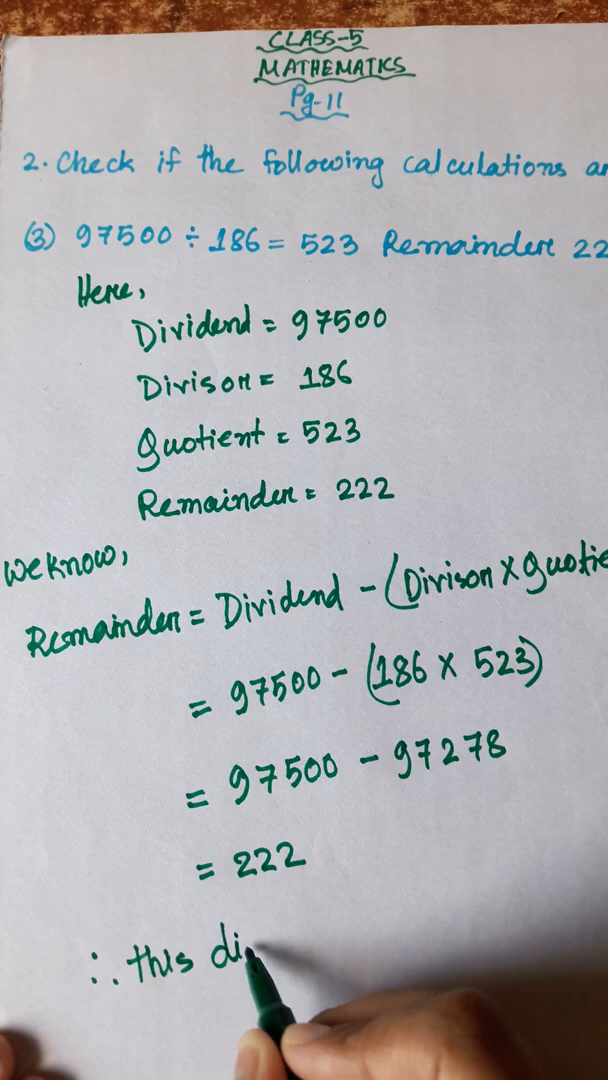 CLASS-5
MATHEMATICS
Pg-11
2. Check if the following calculations
(3) 97500 ÷ 186 = 523 Remainder 22
Here,
Dividend = 97500
Divisor = 186
Quotient = 523
Remainder = 222
We know,
Remainder = Dividend - (Divisor × Quotie
= 97500 - (186 × 523)
= 97500 - 97278
= 222
∴ this di